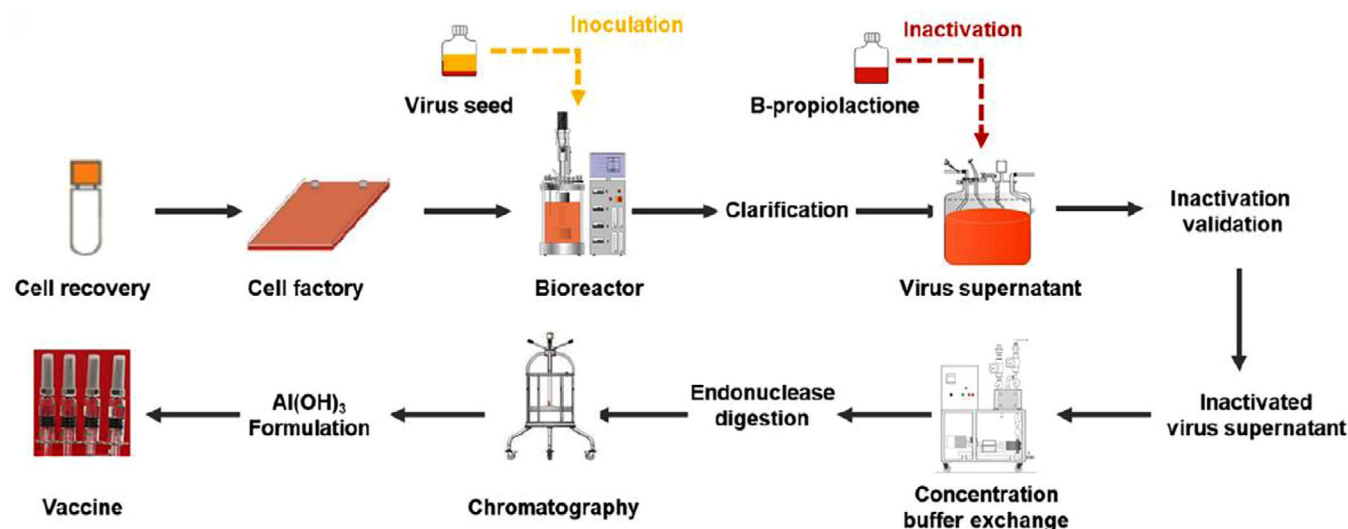 Inoculation
Inactivation
Virus seed
B-propiolactione
Clarification
Inactivation
validation
Cell recovery
Cell factory
Bioreactor
Virus supernatant
Al(OH)3
Formulation
Endonuclease
digestion
Inactivated
virus supernatant
Vaccine
Chromatography
Concentration
buffer exchange